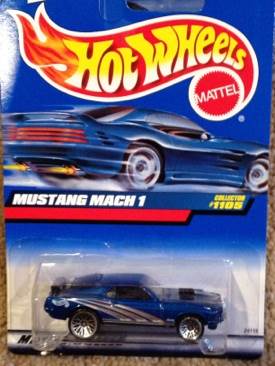 HOT WHEELS
MATTEL
®
MUSTANG MACH 1
COLLECTOR
#1105